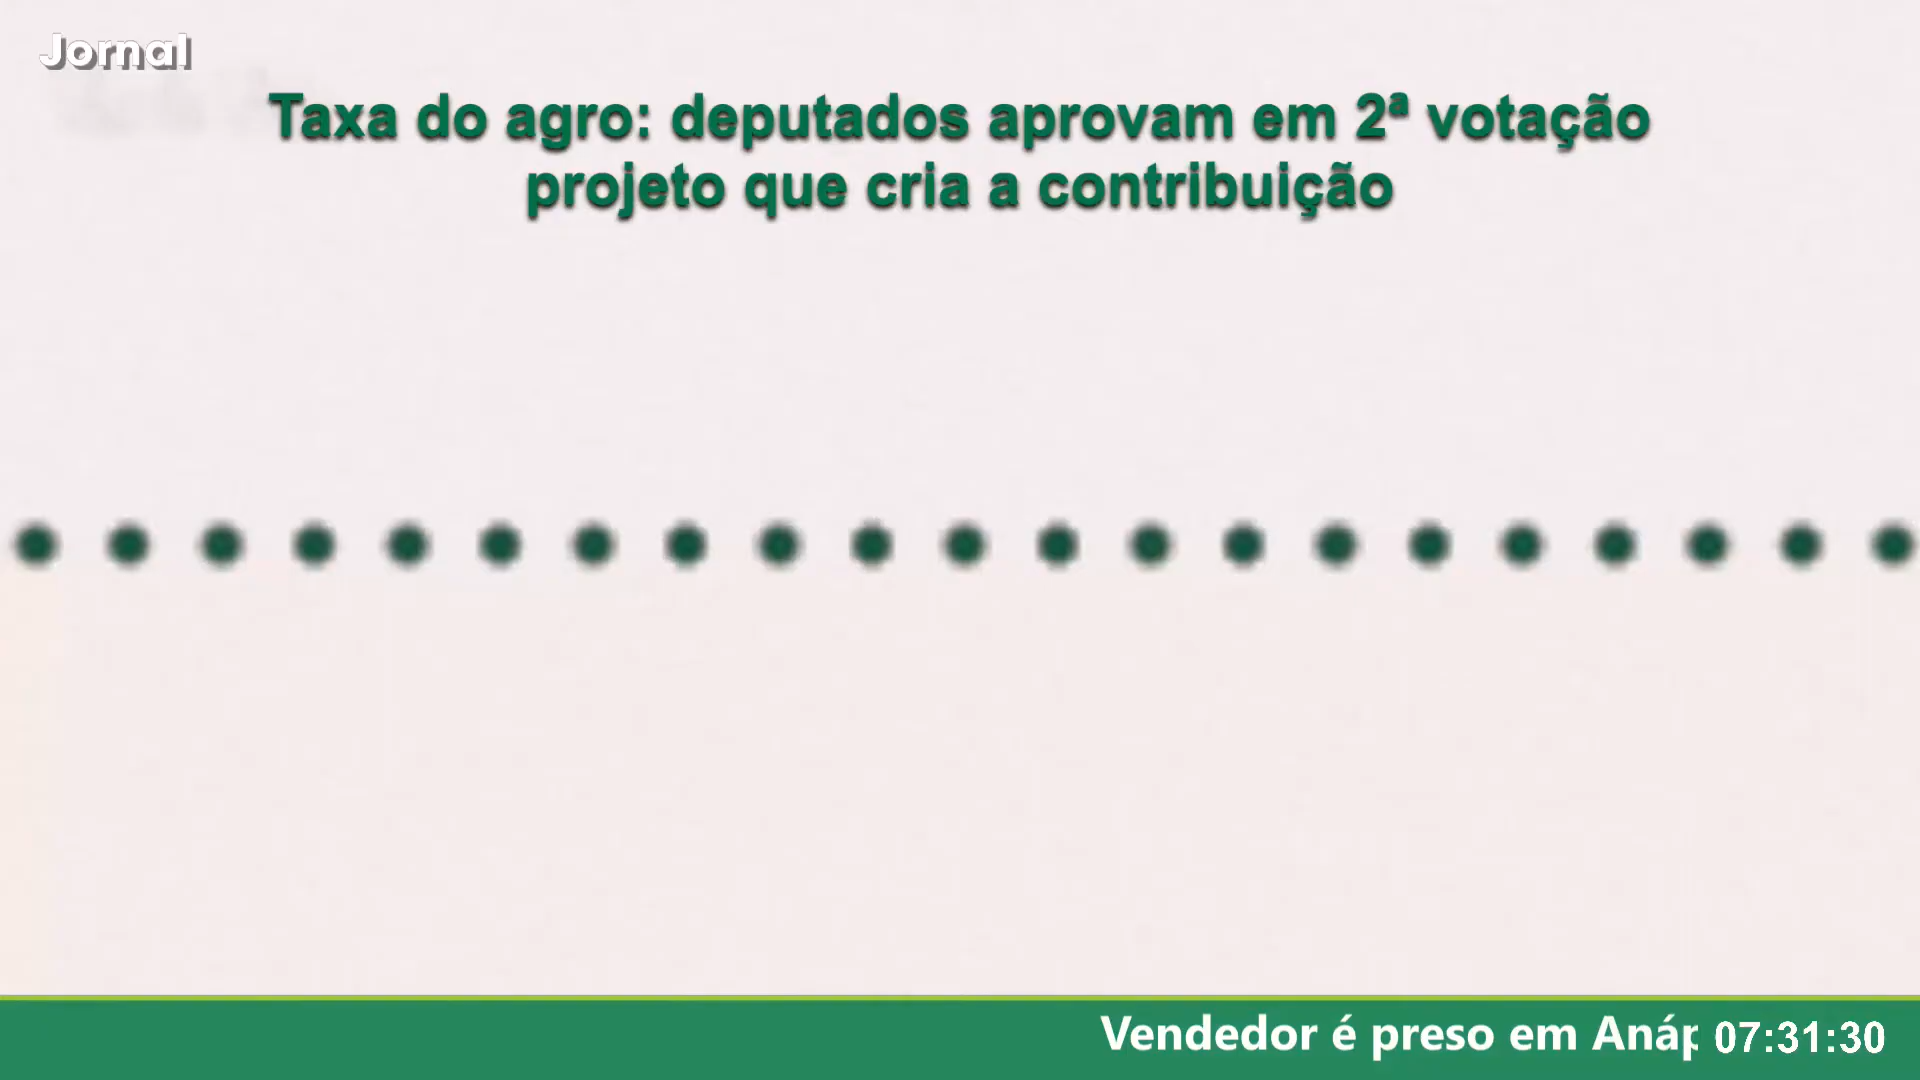 Jornal
Taxa do agro: deputados aprovam em 2ª votação
projeto que cria a contribuição
Vendedor é preso em
07:31:30